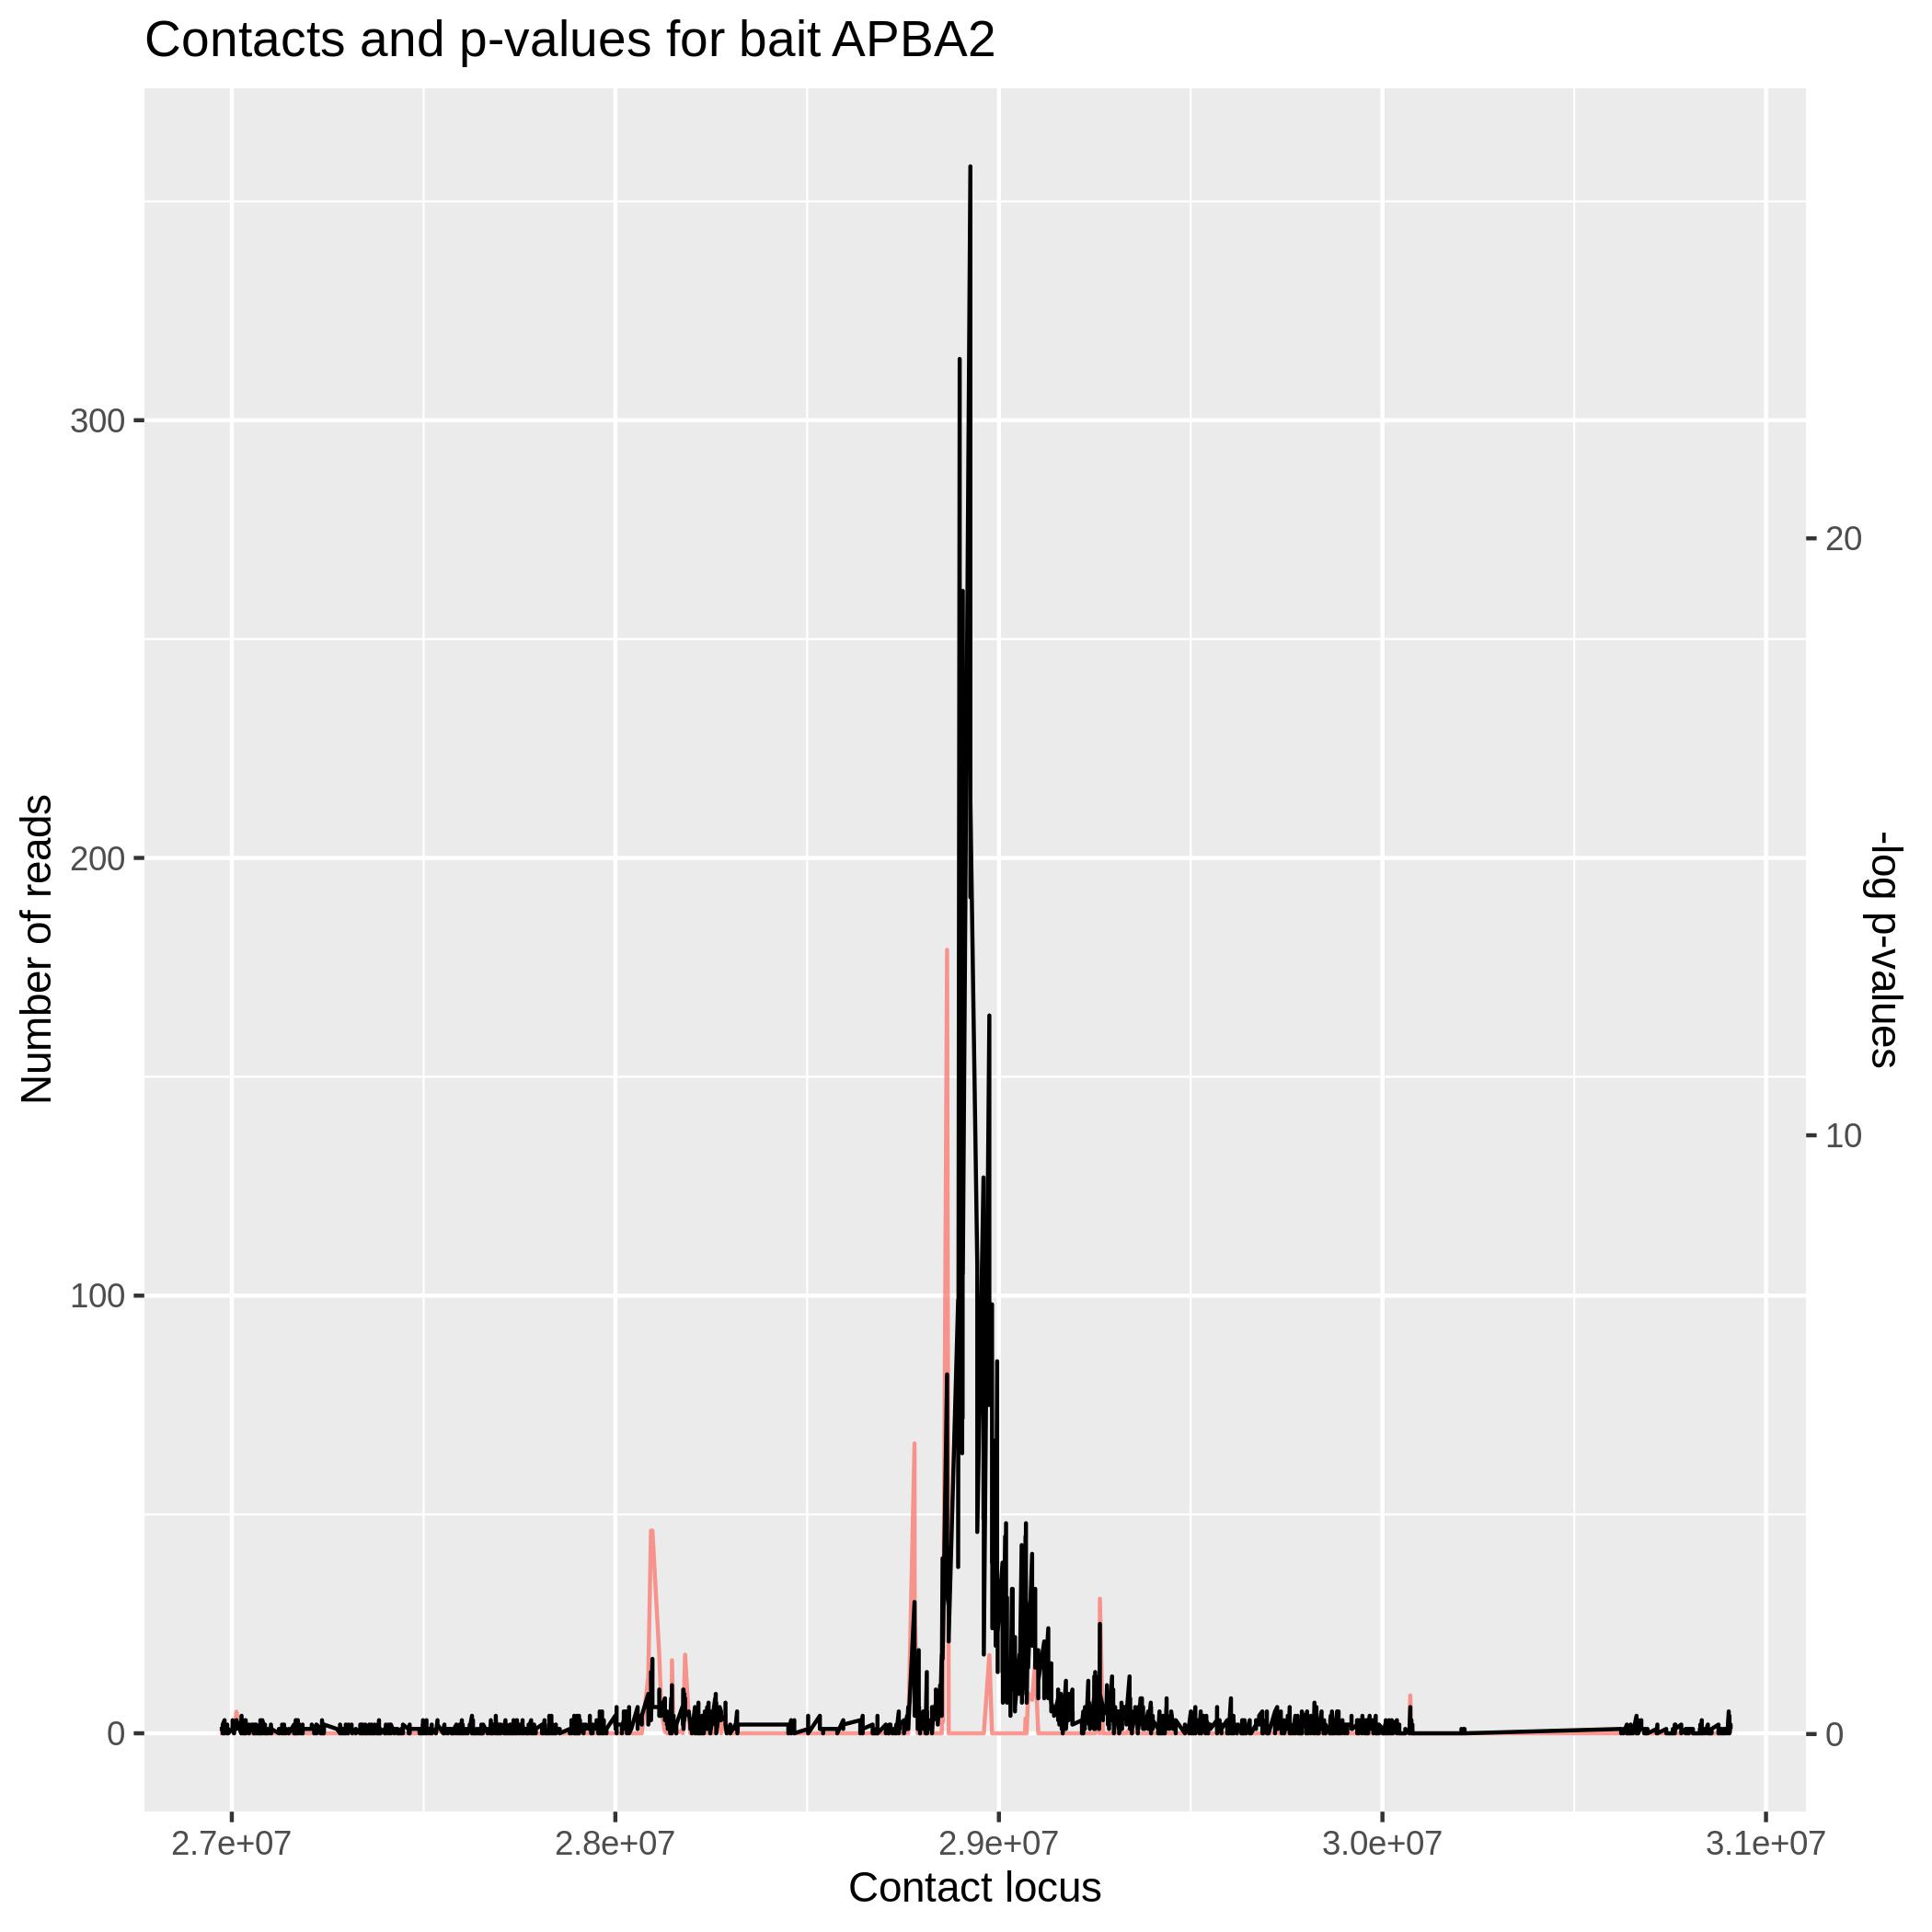 Contacts and p-values for bait APBA2
Number of reads
300
200
100
0
20
10
0
-log p-values
2.7e+07 2.8e+07 2.9e+07 3.0e+07 3.1e+07
Contact locus